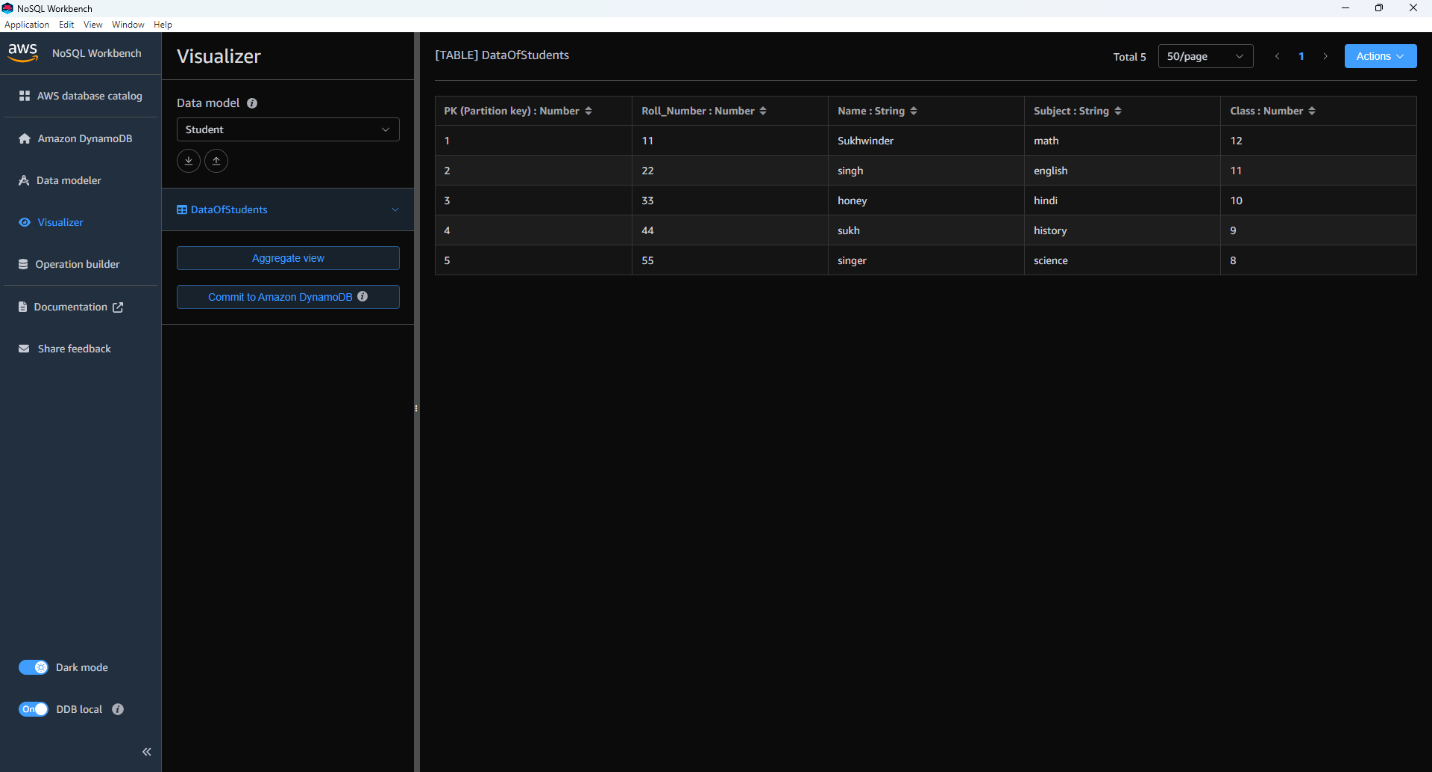 NoSQL Workbench
Application Edit View Window Help
aws NoSQL Workbench
AWS database catalog
Amazon DynamoDB
Data modeler
Visualizer
Operation builder
Documentation
Share feedback
Dark mode
On DDB local
Visualizer
Data model
Student
DataOfStudents
Aggregate view
Commit to Amazon DynamoDB
[TABLE] DataOfStudents
Total 5 50/page 1 Actions
PK (Partition key) : Number Roll_Number : Number Name : String Subject : String Class : Number
1 11 Sukhwinder math 12
2 22 singh english 11
3 33 honey hindi 10
4 44 sukh history 9
5 55 singer science 8